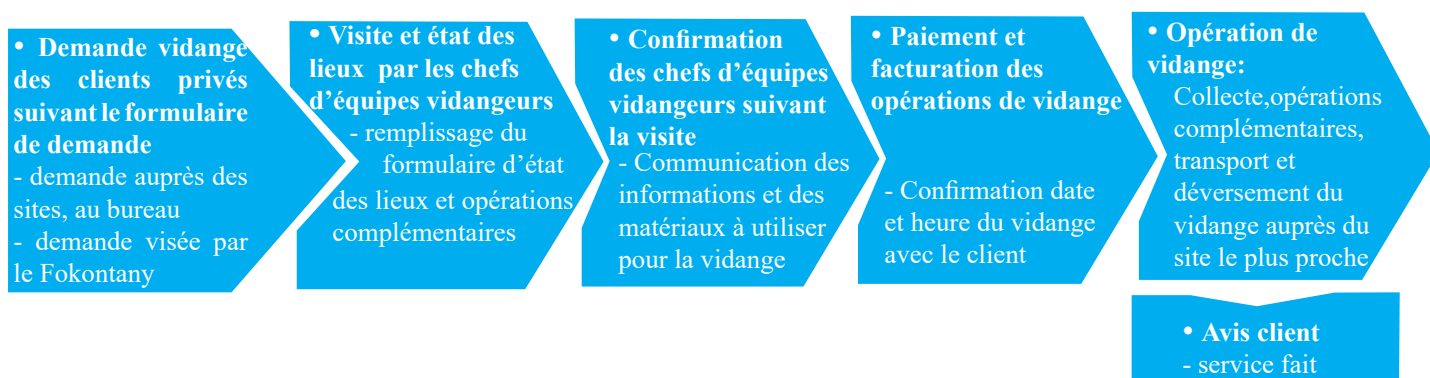 • Demande vidange
des clients privés
suivant le formulaire
de demande
- demande auprès des
sites, au bureau
- demande visée par
le Fokontany
• Visite et état des
lieux par les chefs
d'équipes vidangeurs
- remplissage du
formulaire d'état
des lieux et opérations
complémentaires
• Confirmation
des chefs d'équipes
vidangeurs suivant
la visite
- Communication des
informations et des
matériaux à utiliser
pour la vidange
• Paiement et
facturation des
opérations de vidange
- Confirmation date
et heure du vidange
avec le client
• Opération de
vidange:
Collecte,opérations
complémentaires,
transport et
déversement du
vidange auprès du
site le plus proche
• Avis client
- service fait